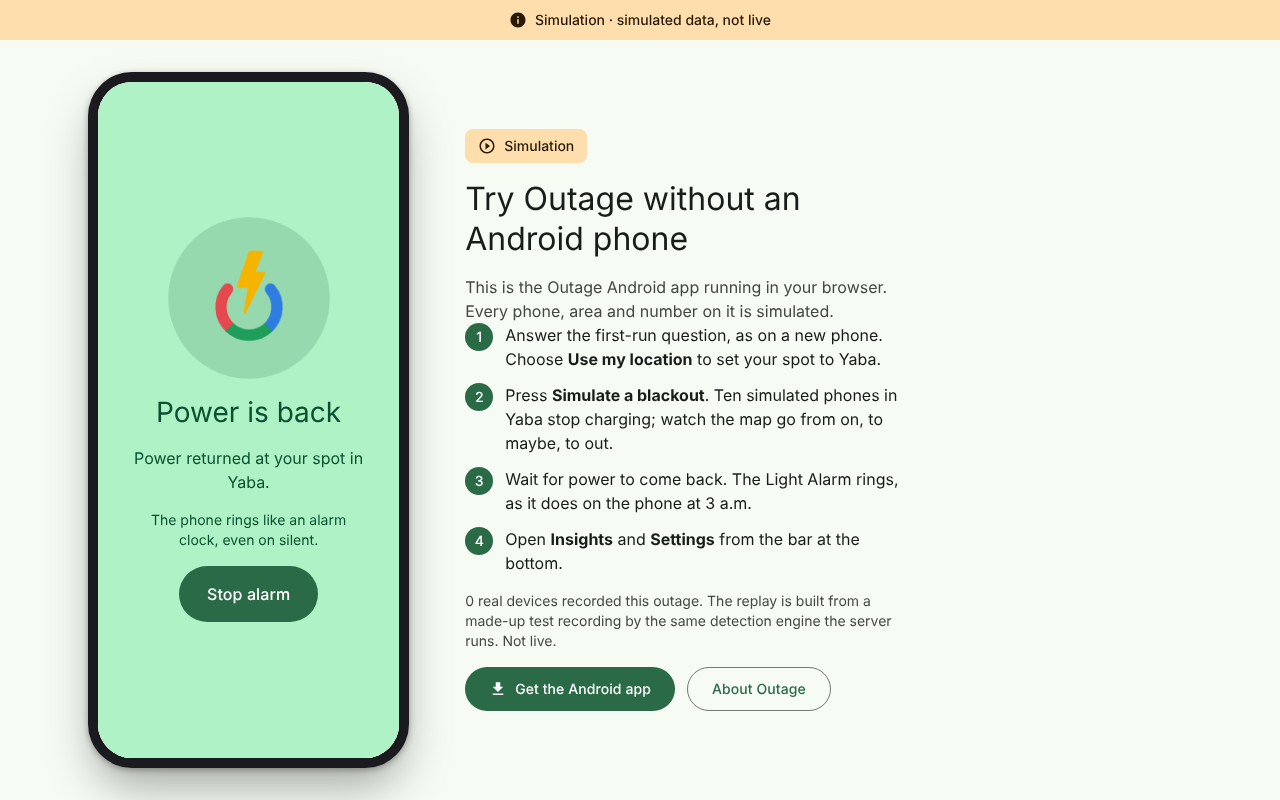 Simulation · simulated data, not live
Power is back
Power returned at your spot in
Yaba.
The phone rings like an alarm
clock, even on silent.
Stop alarm
Simulation
Try Outage without an
Android phone
This is the Outage Android app running in your browser.
Every phone, area and number on it is simulated.
1 Answer the first-run question, as on a new phone.
Choose Use my location to set your spot to Yaba.
2 Press Simulate a blackout. Ten simulated phones in
Yaba stop charging; watch the map go from on, to
maybe, to out.
3 Wait for power to come back. The Light Alarm rings,
as it does on the phone at 3 a.m.
4 Open Insights and Settings from the bar at the
bottom.
0 real devices recorded this outage. The replay is built from a
made-up test recording by the same detection engine the server
runs. Not live.
Get the Android app
About Outage